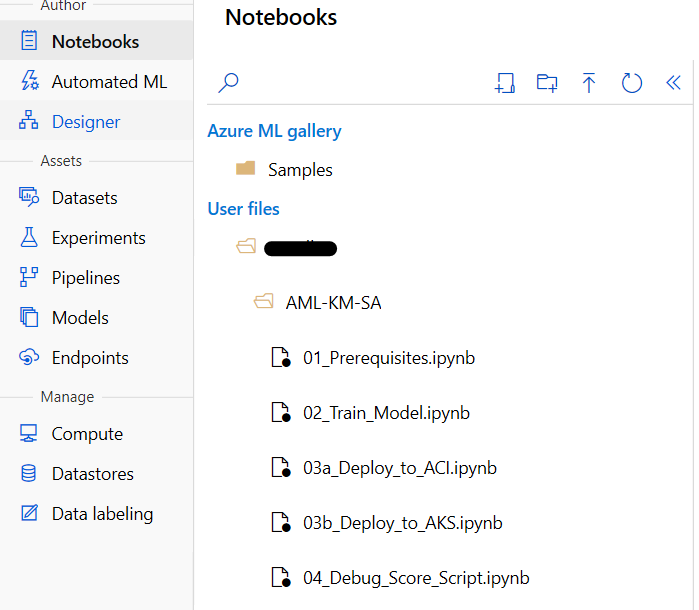 Author
Notebooks
Automated ML
Designer
Assets
Datasets
Experiments
Pipelines
Models
Endpoints
Manage
Compute
Datastores
Data labeling
Notebooks
Azure ML gallery
Samples
User files
AML-KM-SA
01_Prerequisites.ipynb
02_Train_Model.ipynb
03a_Deploy_to_ACI.ipynb
03b_Deploy_to_AKS.ipynb
04_Debug_Score_Script.ipynb